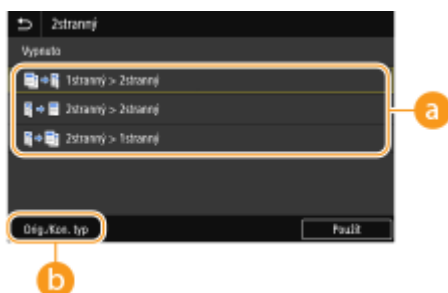 2stranný
Vypnuto
1stranný > 2stranný
2stranný > 2stranný
2stranný > 1stranný
a
Orig./Kon. typ
Použít
b